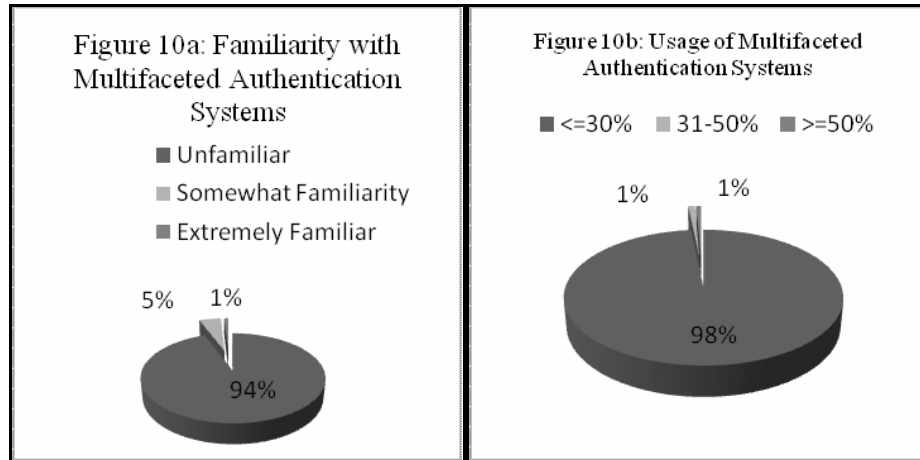 Figure 10a: Familiarity with
Multifaceted Authentication
Systems
Unfamiliar
Somewhat Familiarity
Extremely Familiar
5%
1%
94%
Figure 10b: Usage of Multifaceted
Authentication Systems
<=30% 31-50% >=50%
1%
1%
98%